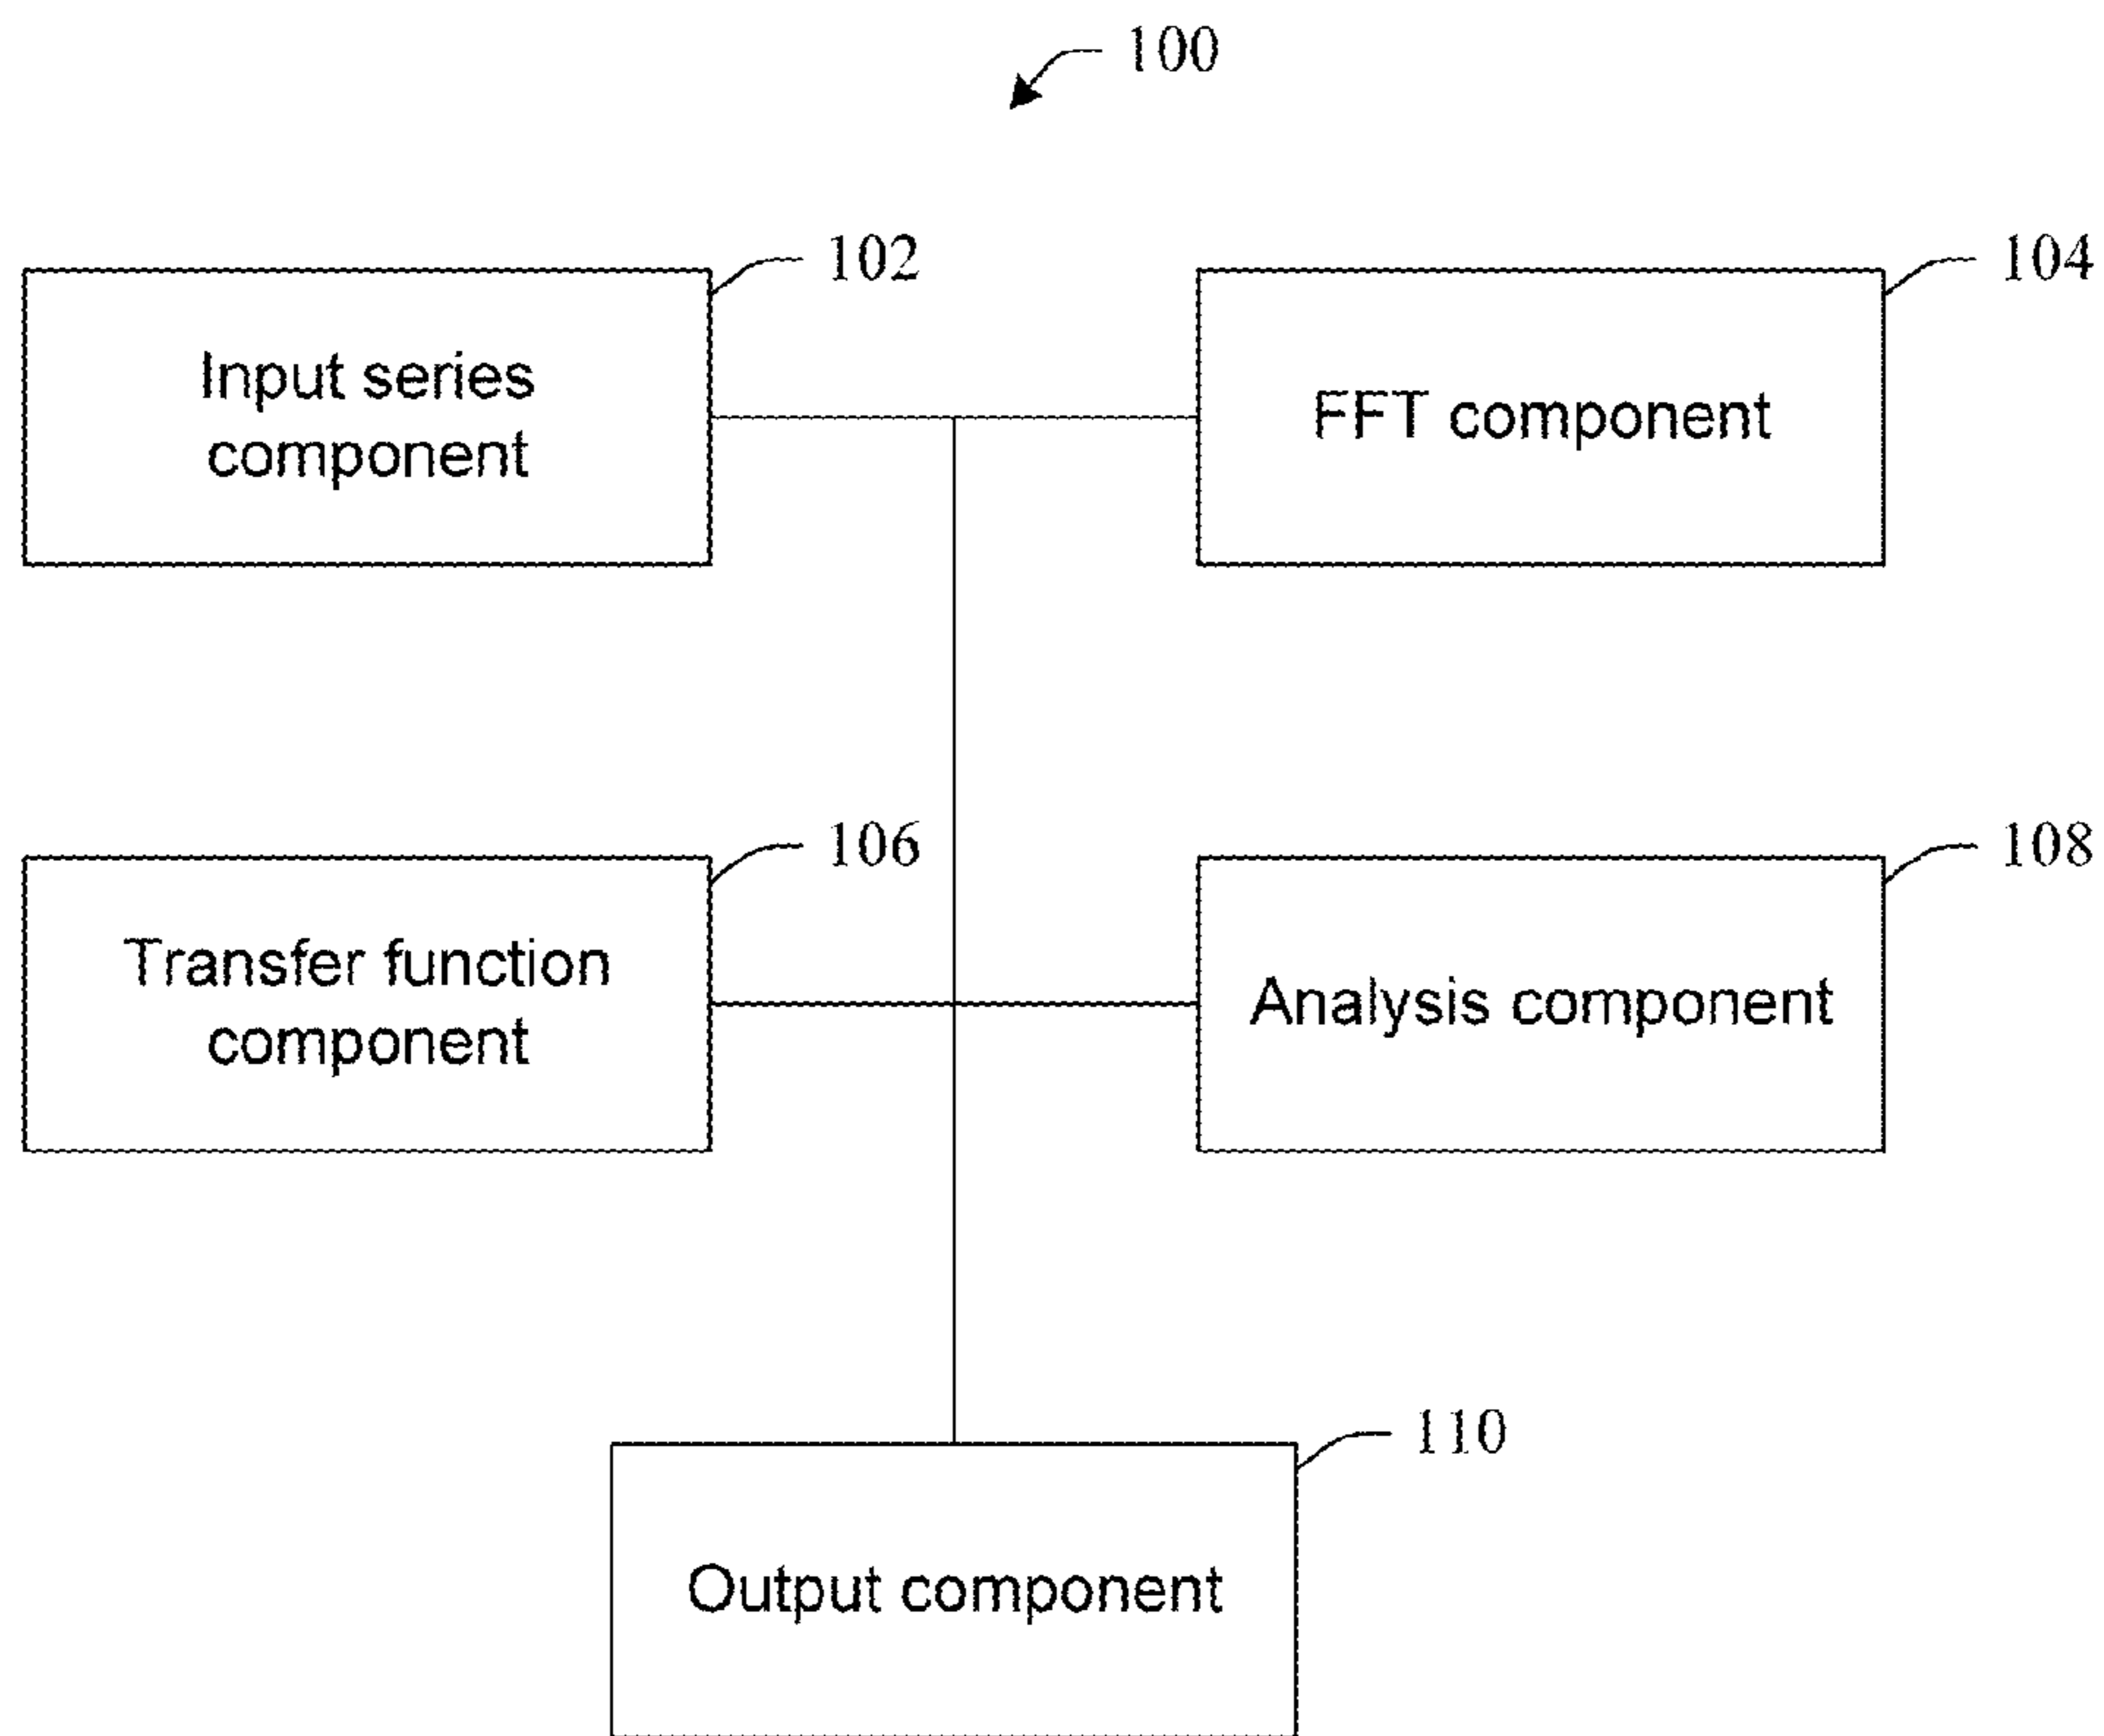 100
102
104
Input series
component
FFT component
106
108
Transfer function
component
Analysis component
110
Output component